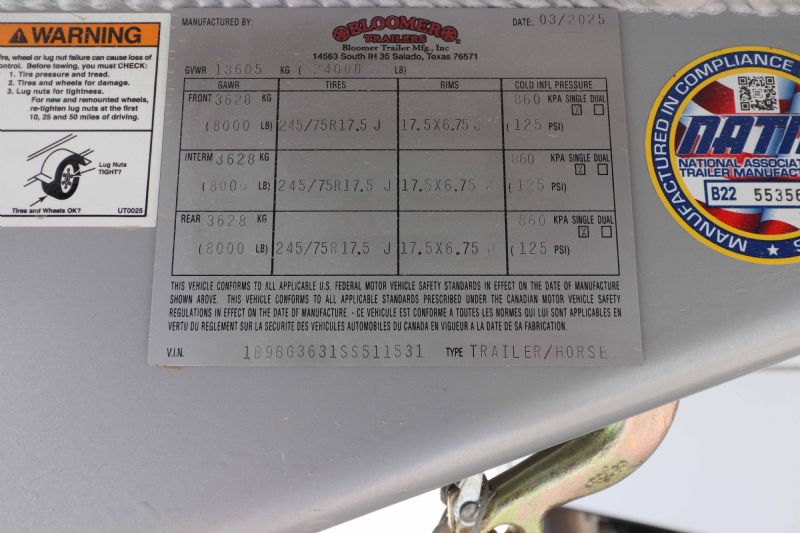 WARNING
Tire, wheel or lug nut failure can cause loss of
control. Before towing, you must CHECK:
1. Tire pressure and tread.
2. Tires and wheels for damage.
3. Lug nuts for tightness.
For new and remounted wheels,
re-tighten lug nuts at the first
10, 25 and 50 miles of driving.
Lug Nuts
TIGHT?
Tires and Wheels OK? UT0025
MANUFACTURED BY: DATE: 03/2025
BLOOMER
TRAILERS
Bloomer Trailer Mfg., Inc
14563 South IH 35 Salado, Texas 76571
GVWR 13605 KG ( 24000 LB)
GAWR TIRES RIMS COLD INFL PRESSURE
FRONT 3628 KG 860 KPA SINGLE DUAL
X
(8000 LB) 245/75R17.5 J 17.5X6.75 J (125 PSI)
INTERM 3628 KG 860 KPA SINGLE DUAL
X
(8000 LB) 245/75R17.5 J 17.5X6.75 J (125 PSI)
REAR 3628 KG 860 KPA SINGLE DUAL
X
(8000 LB) 245/75R17.5 J 17.5X6.75 J (125 PSI)
THIS VEHICLE CONFORMS TO ALL APPLICABLE U.S. FEDERAL MOTOR VEHICLE SAFETY STANDARDS IN EFFECT ON THE DATE OF MANUFACTURE
SHOWN ABOVE. THIS VEHICLE CONFORMS TO ALL APPLICABLE STANDARDS PRESCRIBED UNDER THE CANADIAN MOTOR VEHICLE SAFETY
REGULATIONS IN EFFECT ON THE DATE OF MANUFACTURE. - CE VEHICULE EST CONFORME A TOUTES LES NORMES QUI LUI SONT APPLICABLES EN
VERTU DU REGLEMENT SUR LA SECURITE DES VEHICULES AUTOMOBILES DU CANADA EN VIGUEUR A LA DATE DE SA FABRICATION.
V.I.N. 1B9BG3631SS511531 TYPE TRAILER/HORSE
MANUFACTURED IN COMPLIANCE
NATM
NATIONAL ASSOCIAT
TRAILER MANUFACT
B22 55356
MANUFA